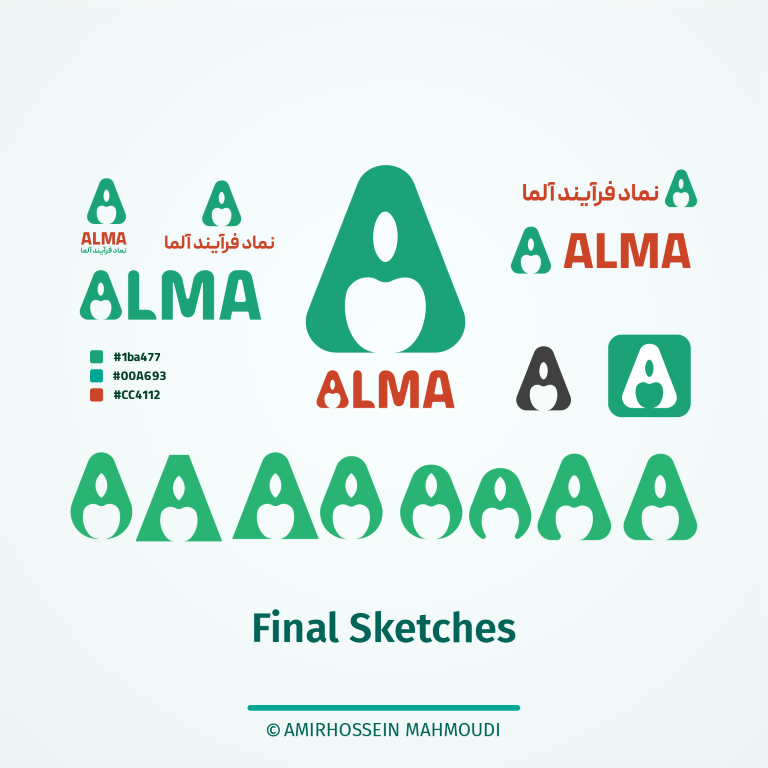 ALMA
نماد فرآیند آلما
نماد فرآیند آلما
ALMA
#1ba477
#00A693
#CC4112
ALMA
نماد فرآیند آلما
ALMA
Final Sketches
© AMIRHOSSEIN MAHMOUDI